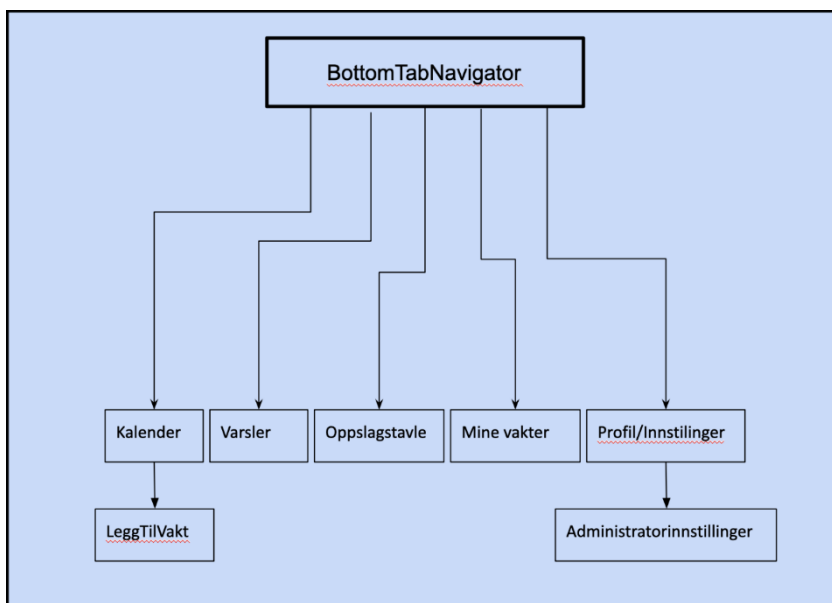 BottomTabNavigator
Kalender
Varsler
Oppslagstavle
Mine vakter
Profil/Innstilinger
LeggTilVakt
Administratorinnstillinger